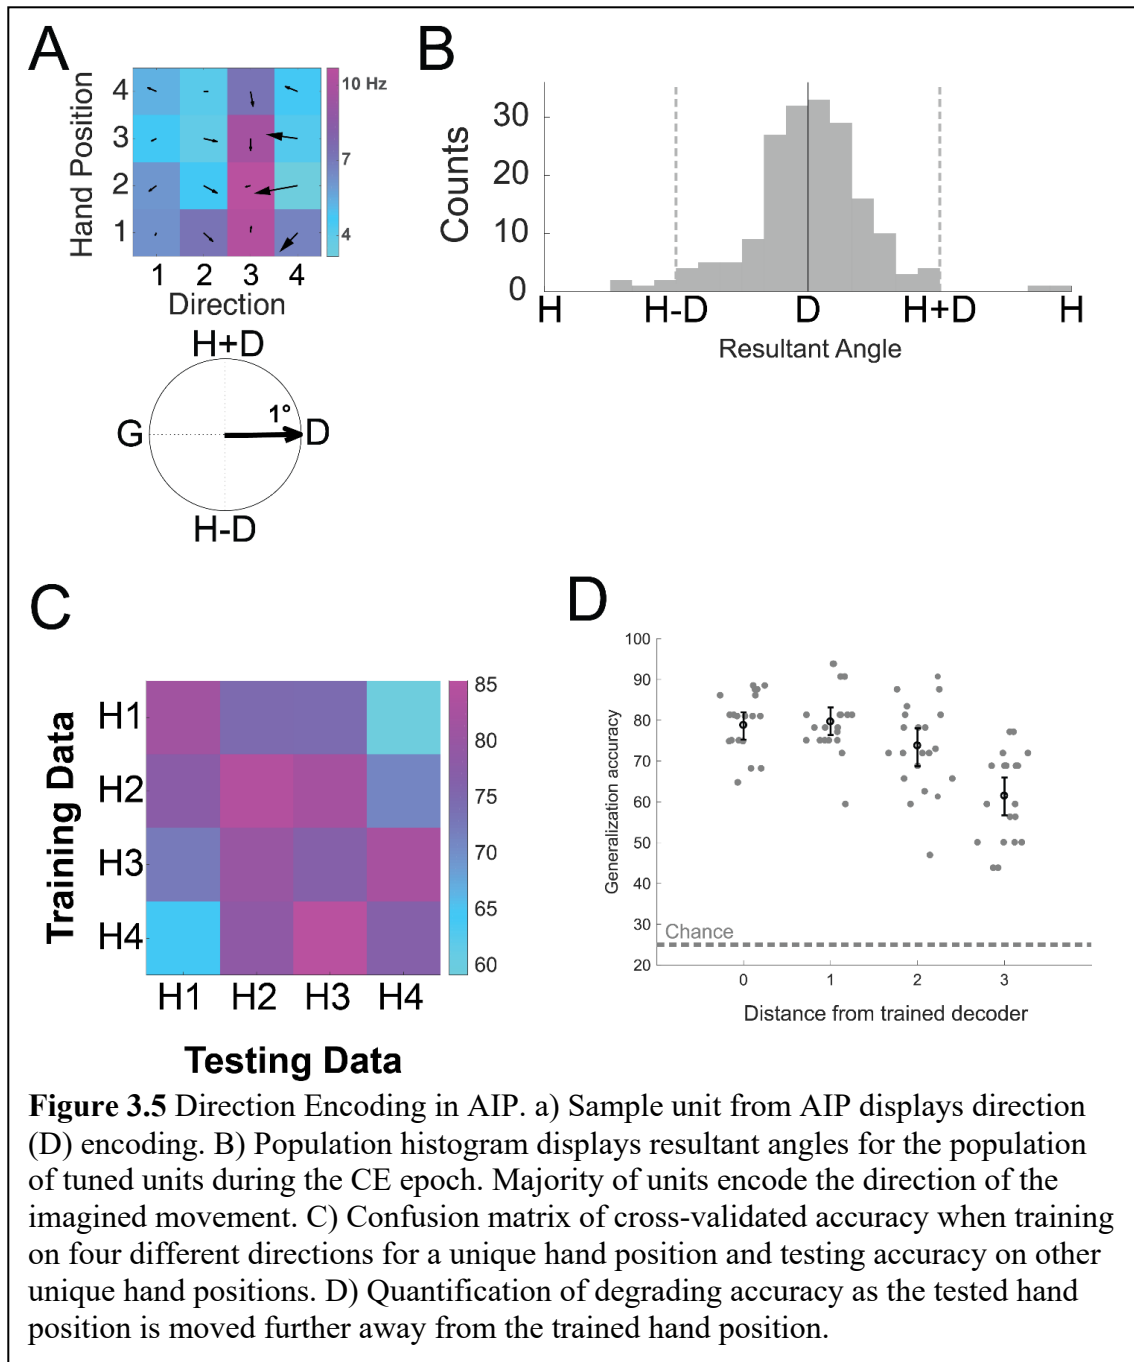 A
10 Hz
7
4
4
3
2
1
Hand Position
1 2 3 4
Direction
H+D
1°
G
D
H-D
B
30
20
10
0
Counts
H H-D D H+D H
Resultant Angle
C
H1
H2
H3
H4
Training Data
85
80
75
70
65
60
H1 H2 H3 H4
Testing Data
D
100
90
80
70
60
50
40
30
20
Generalization accuracy
Chance
0 1 2 3
Distance from trained decoder
Figure 3.5 Direction Encoding in AIP. a) Sample unit from AIP displays direction
(D) encoding. B) Population histogram displays resultant angles for the population
of tuned units during the CE epoch. Majority of units encode the direction of the
imagined movement. C) Confusion matrix of cross-validated accuracy when training
on four different directions for a unique hand position and testing accuracy on other
unique hand positions. D) Quantification of degrading accuracy as the tested hand
position is moved further away from the trained hand position.